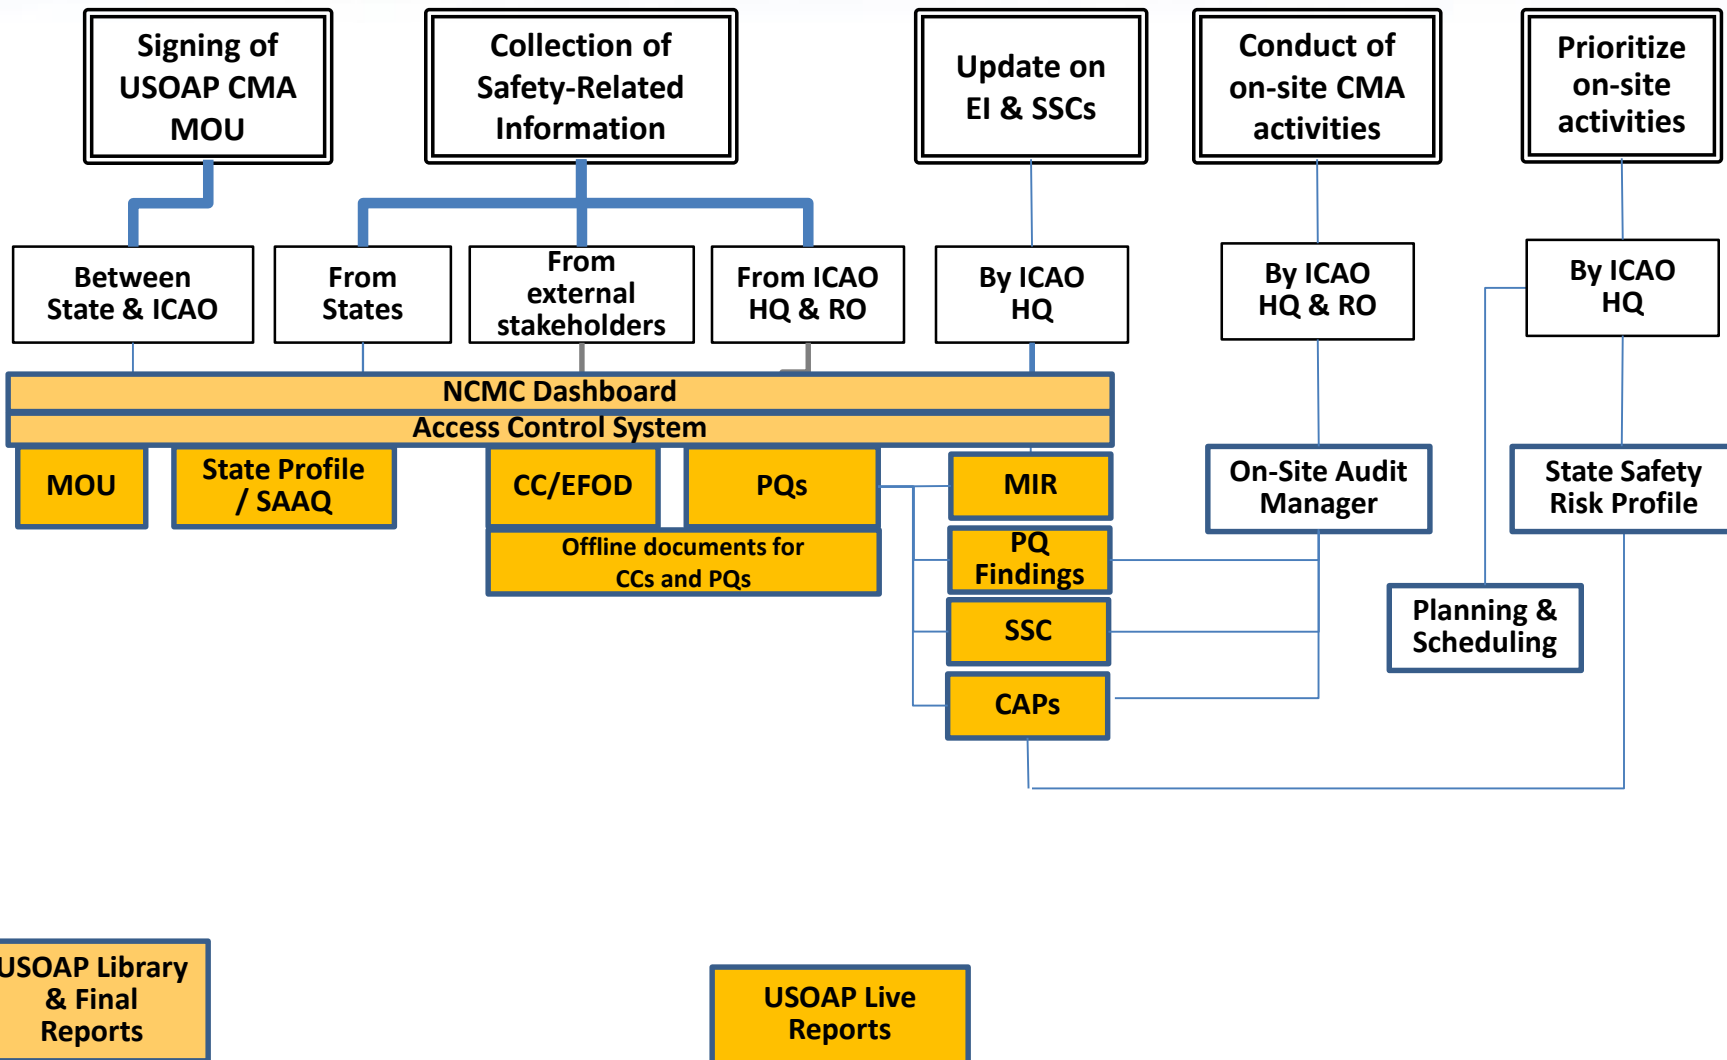 Signing of
USOAP CMA
MOU
Collection of
Safety-Related
Information
Update on
EI & SSCs
Conduct of
on-site CMA
activities
Prioritize
on-site
activities
Between
State & ICAO
From
States
From
external
stakeholders
From ICAO
HQ & RO
By ICAO
HQ
By ICAO
HQ & RO
By ICAO
HQ
NCMC Dashboard
Access Control System
MOU
State Profile
/ SAAQ
CC/EFOD
PQs
MIR
On-Site Audit
Manager
State Safety
Risk Profile
Offline documents for
CCs and PQs
PQ
Findings
SSC
CAPs
Planning &
Scheduling
USOAP Library
& Final
Reports
USOAP Live
Reports